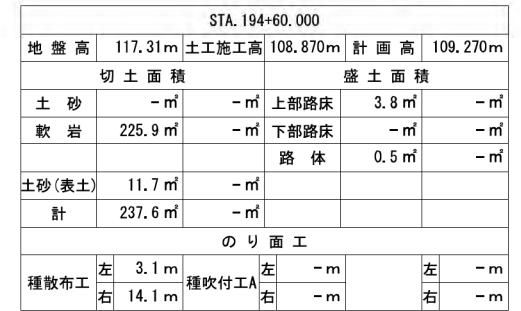 STA.194+60.000
地盤高 117.31m 土工施工高 108.870m 計画高 109.270m
切土面積 盛土面積
土砂 -㎡ -㎡ 上部路床 3.8㎡ -㎡
軟岩 225.9㎡ -㎡ 下部路床 -㎡ -㎡
路体 0.5㎡ -㎡
土砂(表土) 11.7㎡ -㎡
計 237.6㎡ -㎡
のり面工
種散布工 左 3.1m 種吹付工A 左 -m 左 -m
右 14.1m 右 -m 右 -m